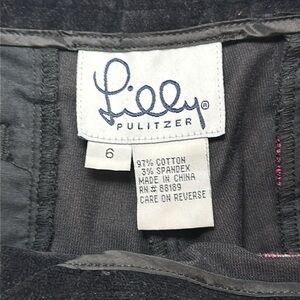 Lilly®
PULITZER
6
97% COTTON
3% SPANDEX
MADE IN CHINA
RN # 88189
CARE ON REVERSE